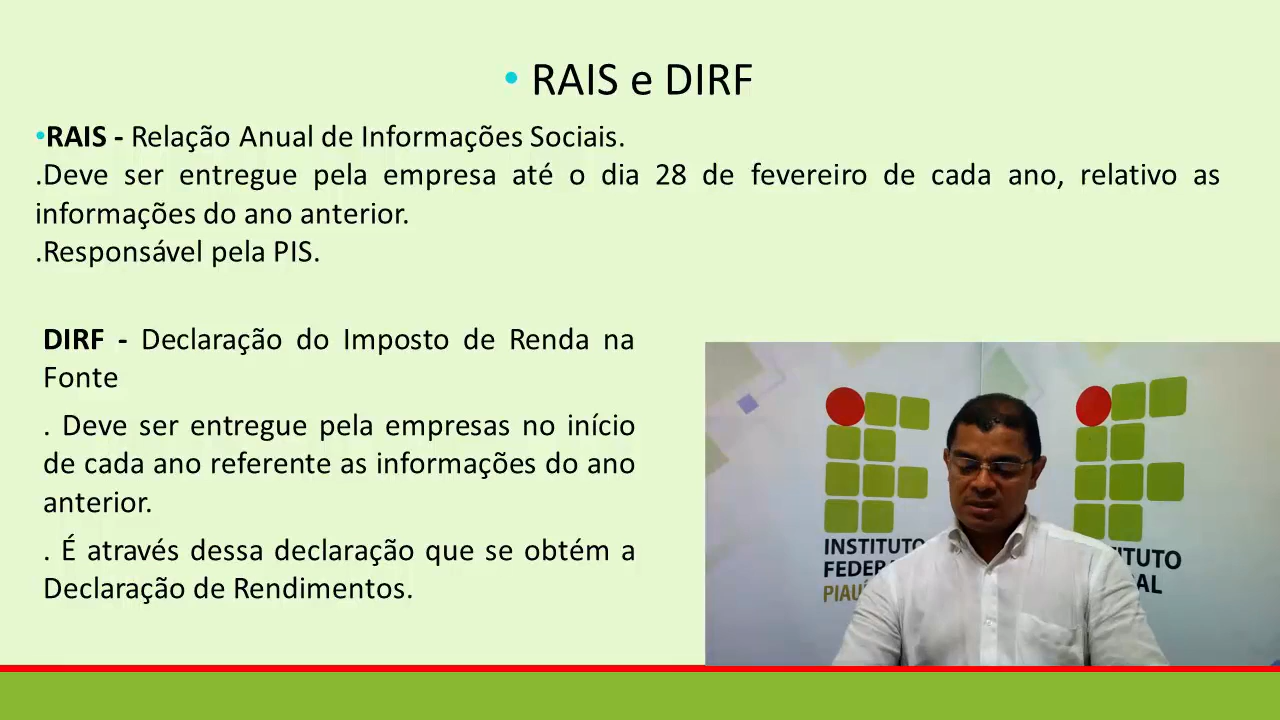 • RAIS e DIRF
•RAIS - Relação Anual de Informações Sociais.
.Deve ser entregue pela empresa até o dia 28 de fevereiro de cada ano, relativo as
informações do ano anterior.
.Responsável pela PIS.
DIRF - Declaração do Imposto de Renda na
Fonte
. Deve ser entregue pela empresas no início
de cada ano referente as informações do ano
anterior.
. É através dessa declaração que se obtém a
Declaração de Rendimentos.
INSTITUTO
FEDER
PIAU
TUTO
AL